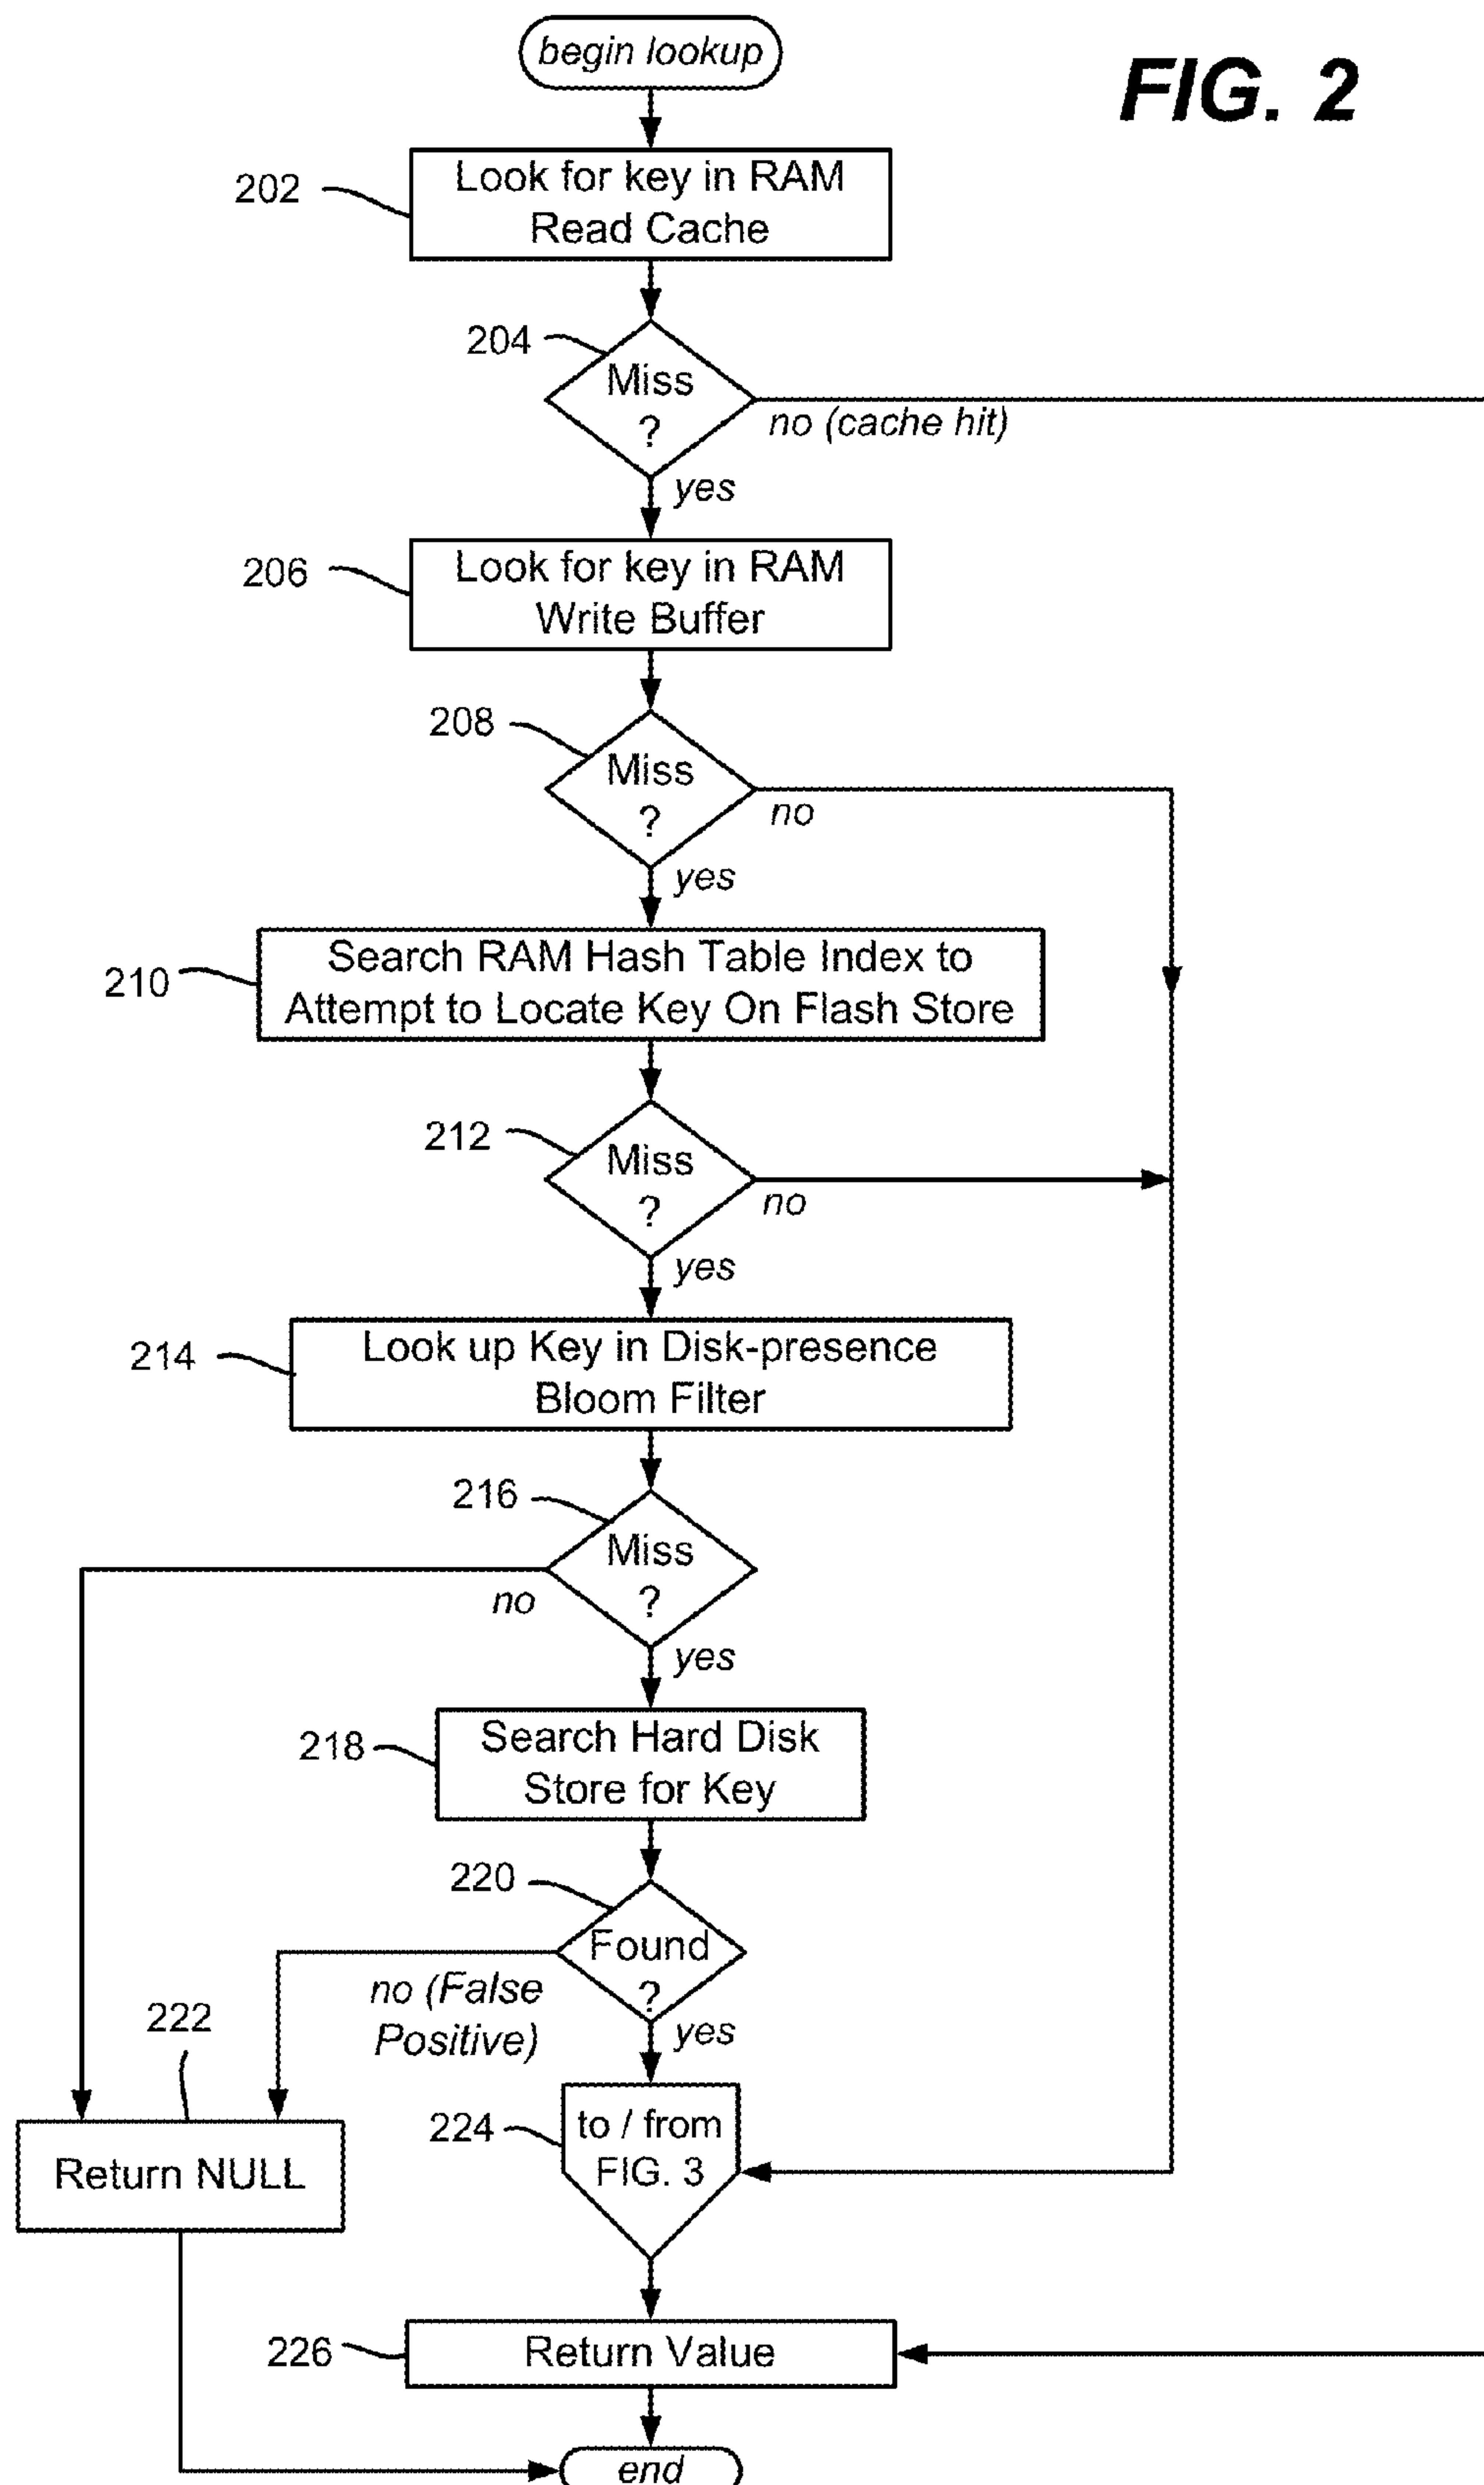 begin lookup
FIG. 2
202
Look for key in RAM
Read Cache
204
Miss
?
no (cache hit)
yes
206
Look for key in RAM
Write Buffer
208
Miss
?
no
yes
210
Search RAM Hash Table Index to
Attempt to Locate Key On Flash Store
212
Miss
?
no
yes
214
Look up Key in Disk-presence
Bloom Filter
216
Miss
?
no
yes
218
Search Hard Disk
Store for Key
220
Found
?
no (False
Positive)
yes
222
Return NULL
224
to / from
FIG. 3
226
Return Value
end